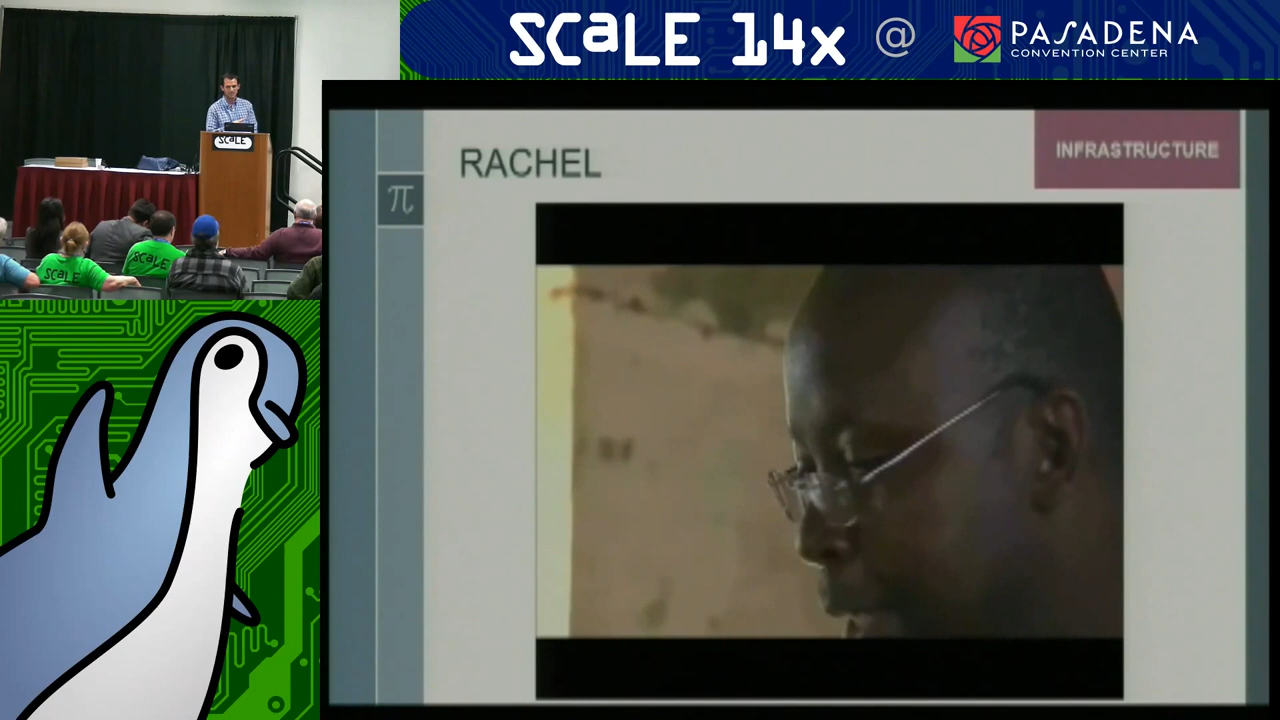 SCALE 14x @ PASADENA
CONVENTION CENTER
SCALE
SCALE
SCALE
RACHEL
INFRASTRUCTURE
π